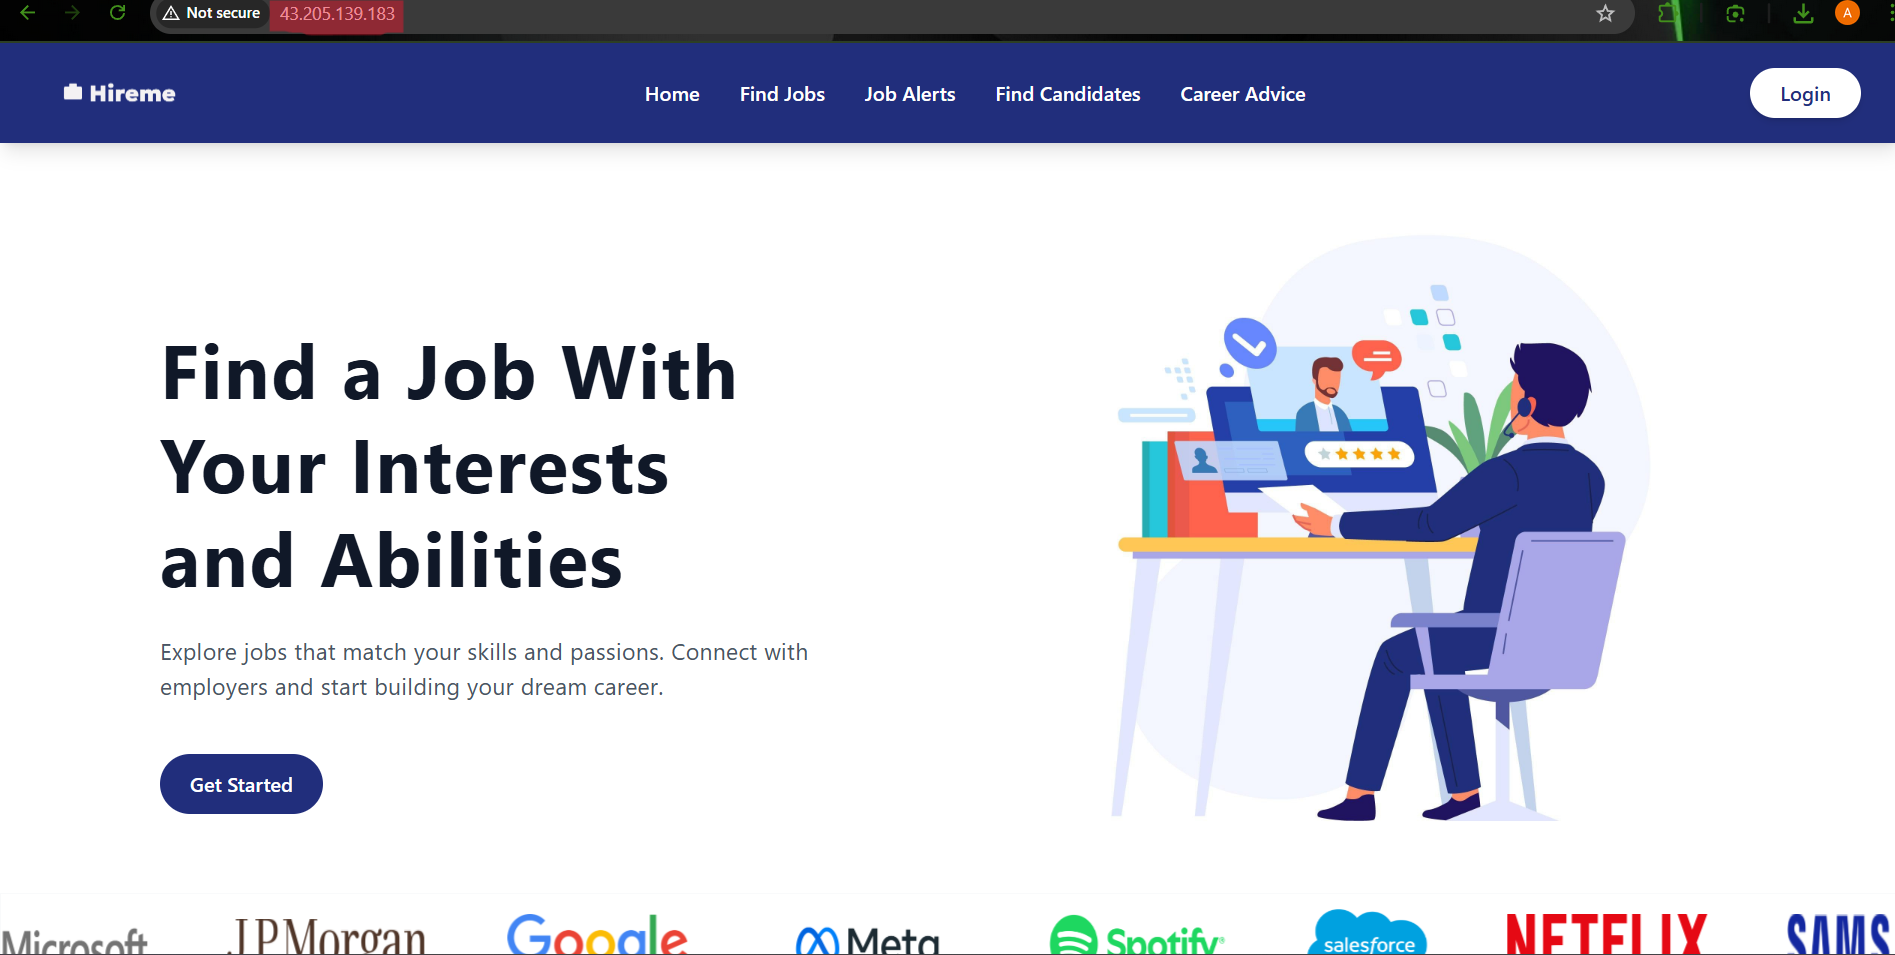 Not secure 43.205.139.183
A
Hireme Home Find Jobs Job Alerts Find Candidates Career Advice Login
Find a Job With
Your Interests
and Abilities
Explore jobs that match your skills and passions. Connect with
employers and start building your dream career.
Get Started
Microsoft J.P.Morgan Google Meta Spotify® salesforce NETFLIX SAMS